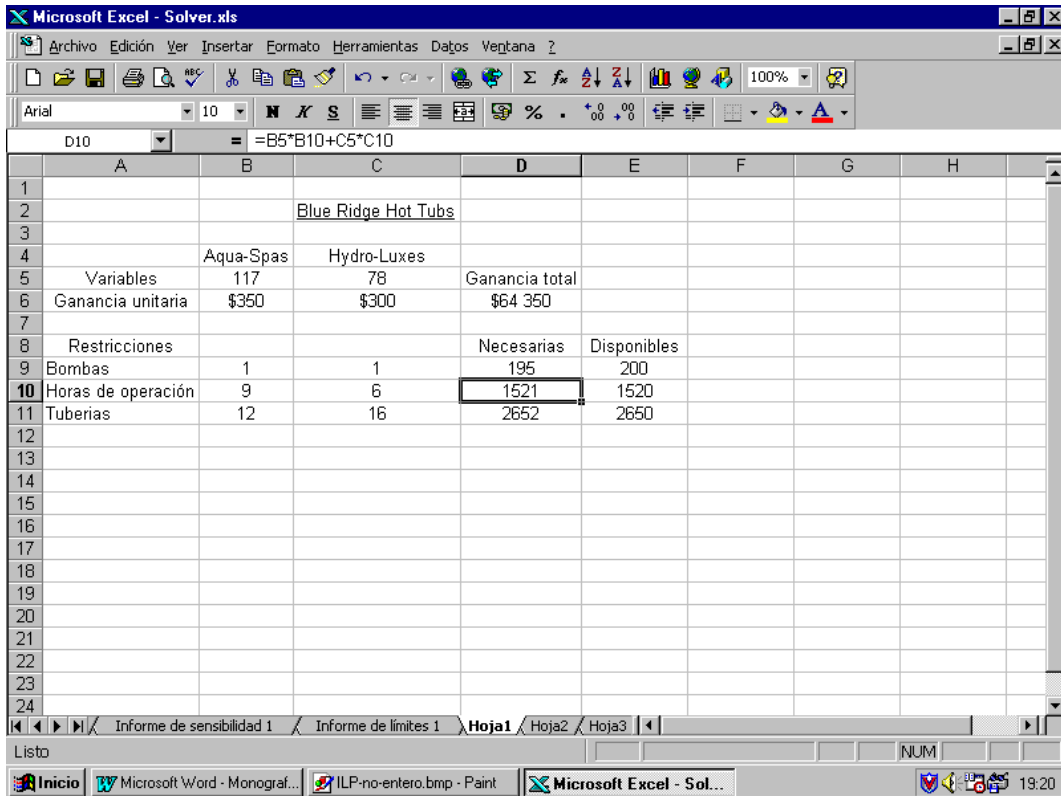 Microsoft Excel - Solver.xls
Archivo Edición Ver Insertar Formato Herramientas Datos Ventana ?
100%
Arial 10 N K S
D10 = =B5*B10+C5*C10
A B C D E F G H
1
2 Blue Ridge Hot Tubs
3
4 Aqua-Spas Hydro-Luxes
5 Variables 117 78 Ganancia total
6 Ganancia unitaria $350 $300 $64 350
7
8 Restricciones Necesarias Disponibles
9 Bombas 1 1 195 200
10 Horas de operación 9 6 1521 1520
11 Tuberias 12 16 2652 2650
12
13
14
15
16
17
18
19
20
21
22
23
24
Informe de sensibilidad 1 Informe de límites 1 Hoja1 Hoja2 Hoja3
Listo NUM
Inicio Microsoft Word - Monograf... ILP-no-entero.bmp - Paint Microsoft Excel - Sol... 19:20